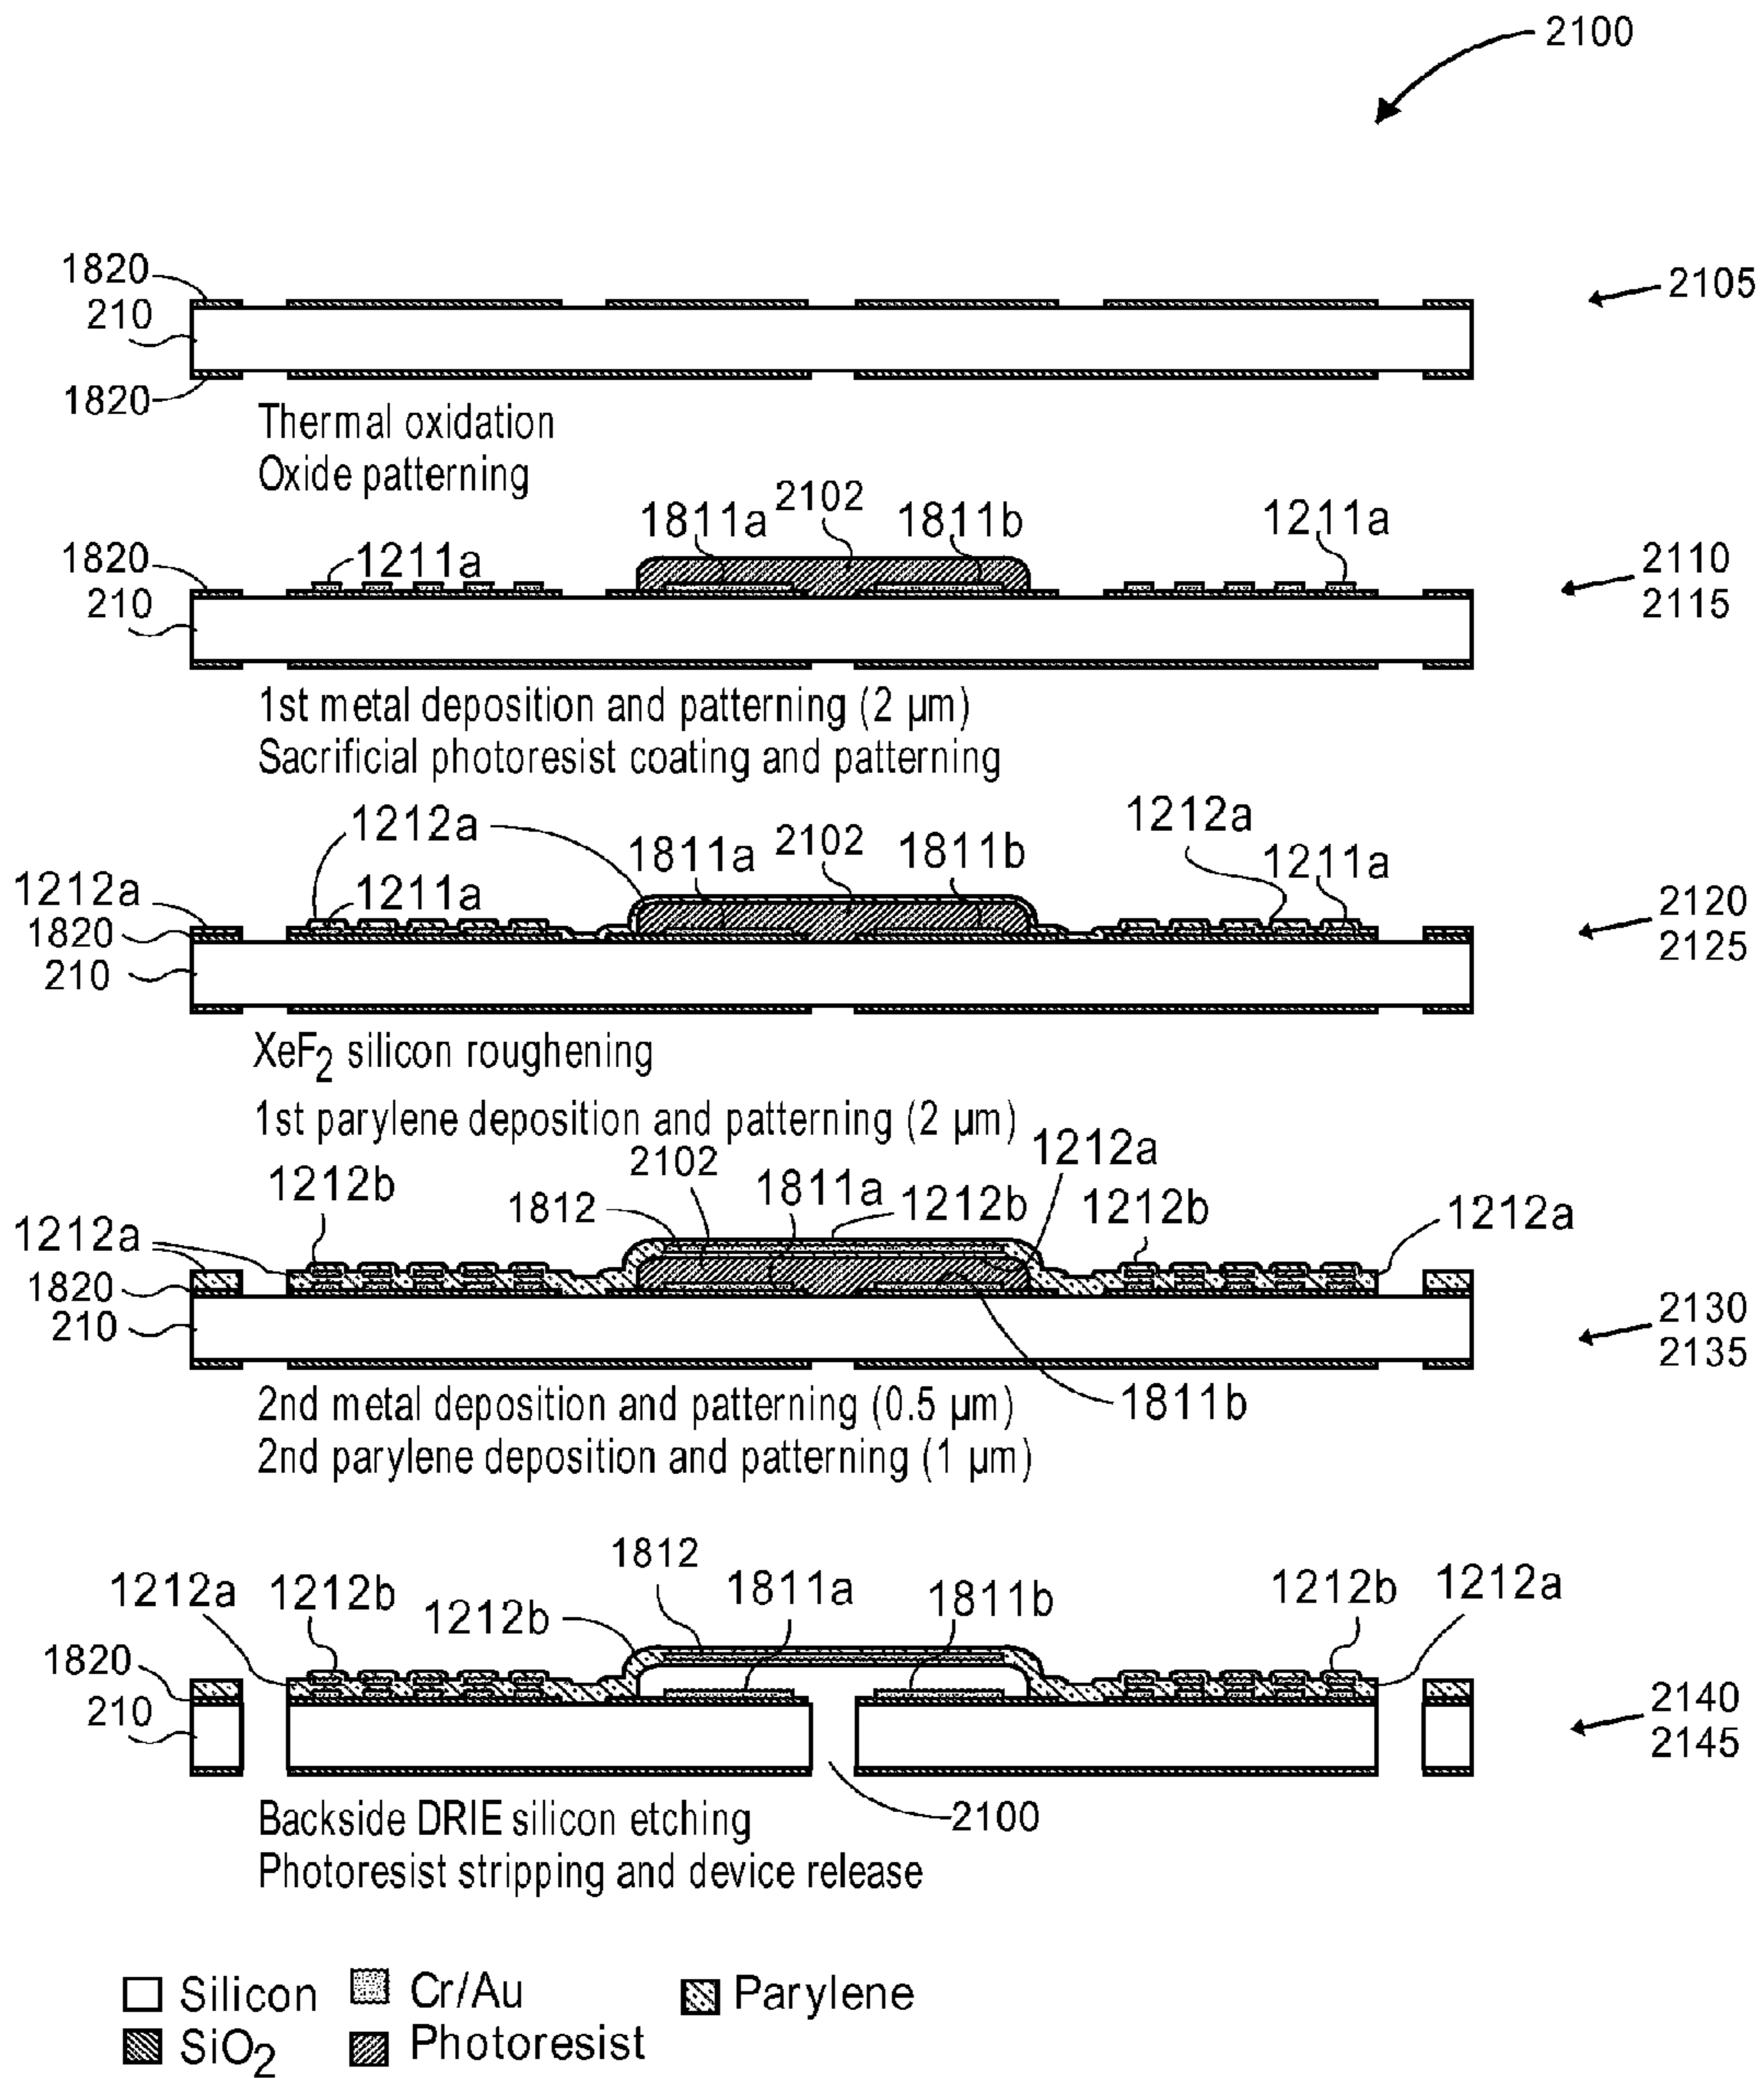 2100
1820
210
1820
2105
Thermal oxidation
Oxide patterning
1811a 2102 1811b 1211a
1820 1211a
210
2110
2115
1st metal deposition and patterning (2 µm)
Sacrificial photoresist coating and patterning
1212a 1811a 2102 1811b 1212a
1212a 1211a 1211a
1820
210
2120
2125
XeF2 silicon roughening
1st parylene deposition and patterning (2 µm)
2102 1212a
1212b 1812 1811a 1212b 1212b 1212a
1212a
1820
210
2130
2135
1811b
2nd metal deposition and patterning (0.5 µm)
2nd parylene deposition and patterning (1 µm)
1812
1212a 1212b 1212b 1811a 1811b 1212b 1212a
1820
210
2140
2145
2100
Backside DRIE silicon etching
Photoresist stripping and device release
Silicon Cr/Au Parylene
SiO2 Photoresist